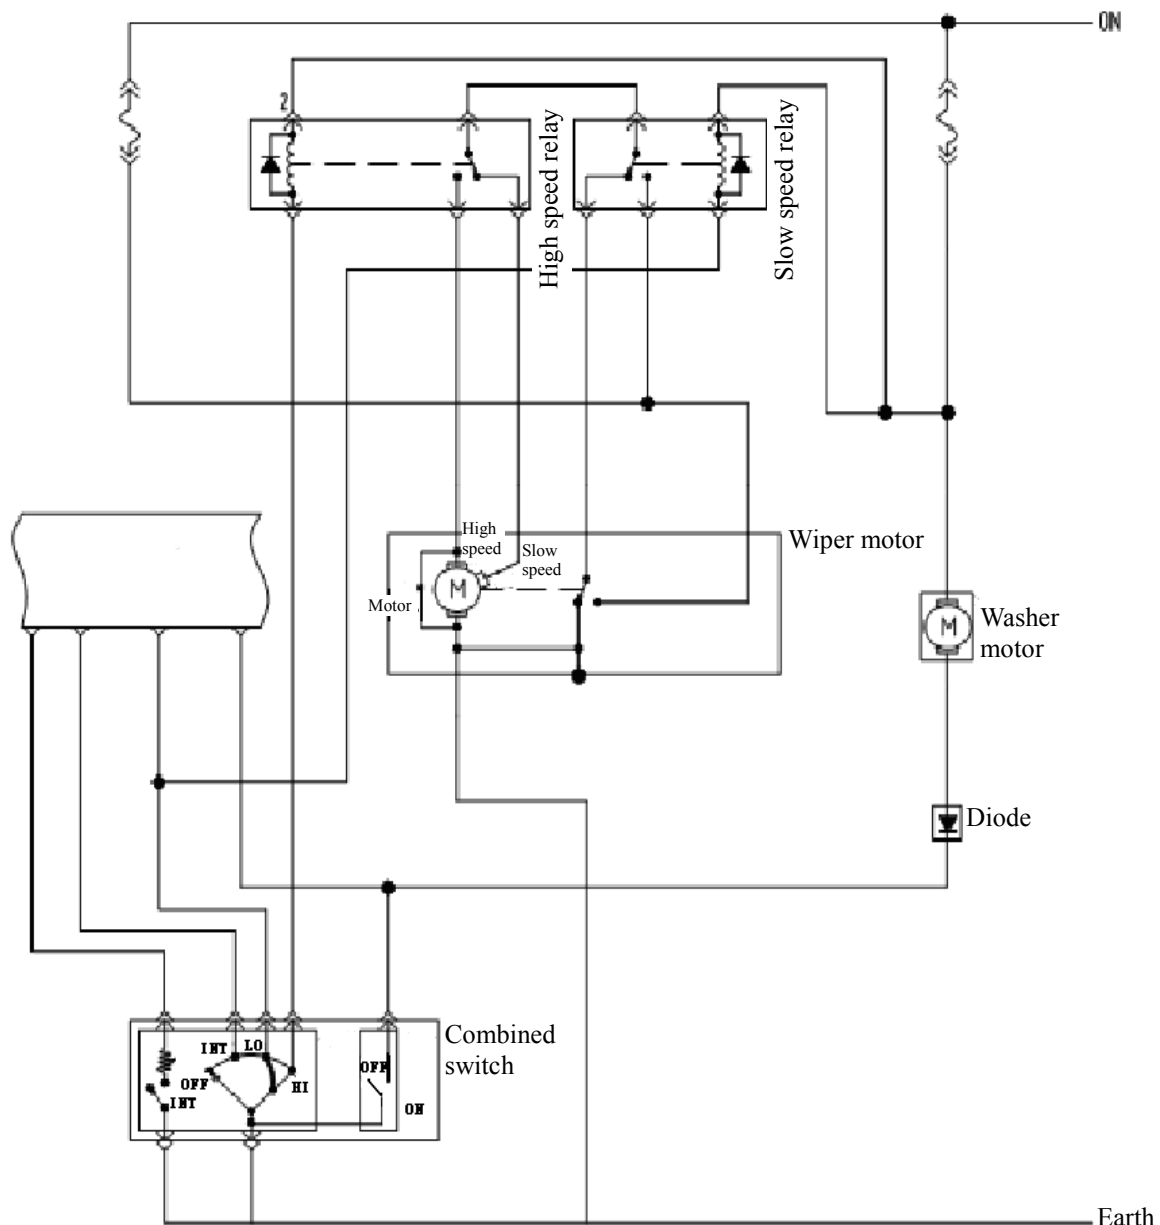 ON
2
High speed relay
Slow speed relay
High
speed
Slow
speed
M
Motor
Wiper motor
M
Washer
motor
Diode
Combined
switch
INT
LO
OFF
HI
INT
OFF
ON
Earth